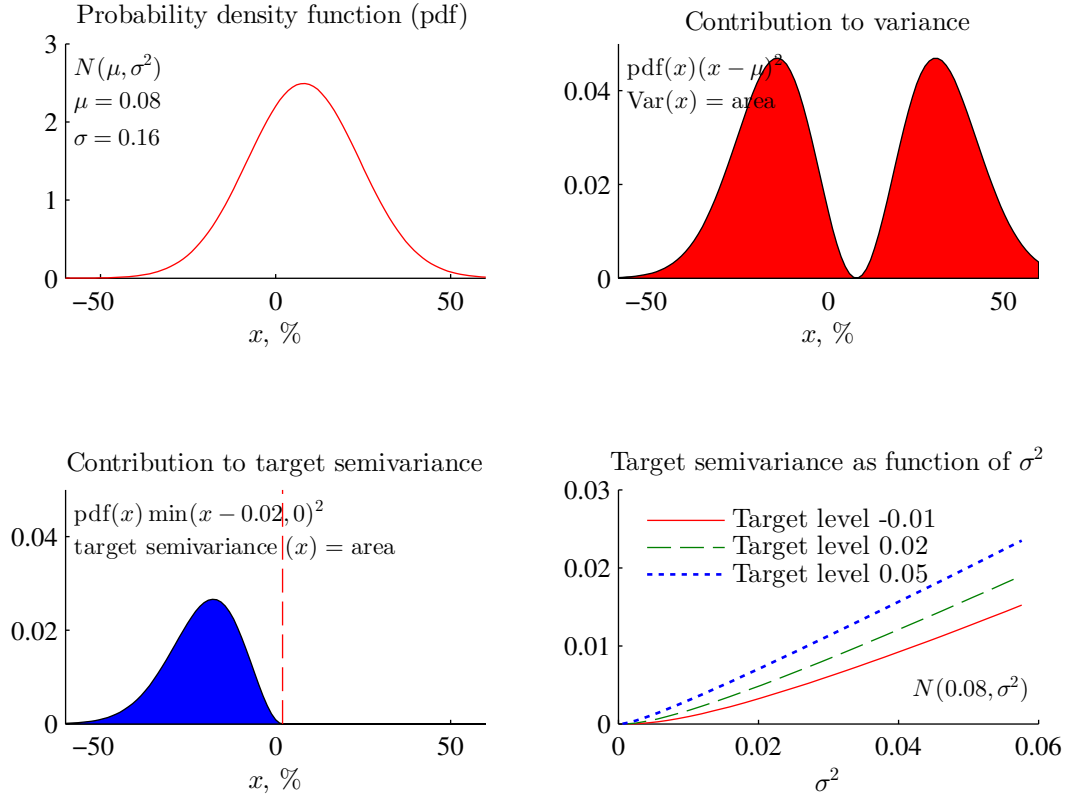 Probability density function (pdf)
3
2
1
0
N(μ, σ²)
μ = 0.08
σ = 0.16
−50
0
50
x, %
Contribution to variance
0.04
0.02
0
pdf(x)(x − μ)²
Var(x) = area
−50
0
50
x, %
Contribution to target semivariance
0.04
0.02
0
pdf(x) min(x − 0.02, 0)²
target semivariance (x) = area
−50
0
50
x, %
Target semivariance as function of σ²
0.03
0.02
0.01
0
Target level -0.01
Target level 0.02
Target level 0.05
N(0.08, σ²)
0
0.02
0.04
0.06
σ²